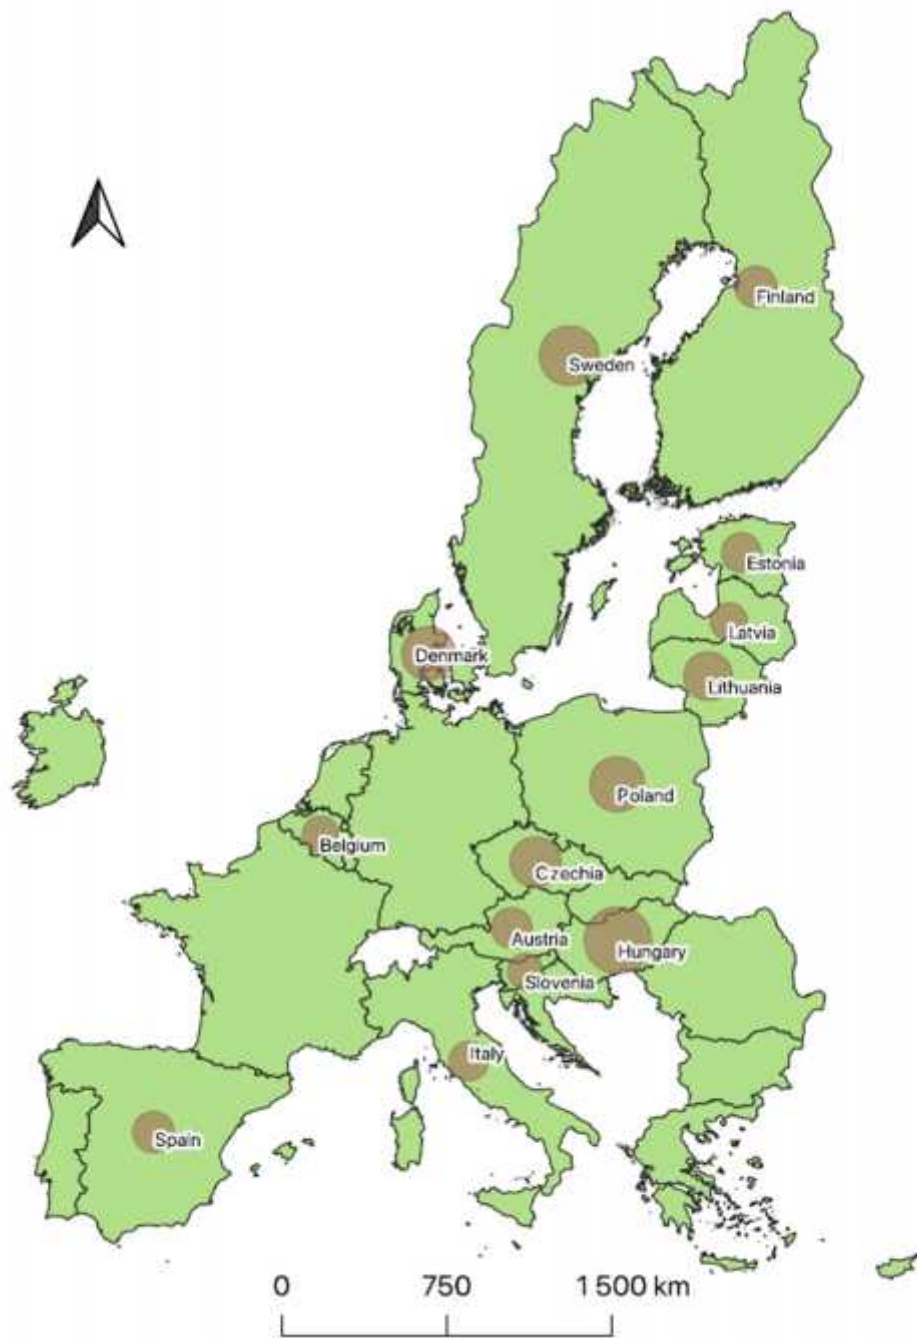 Finland
Sweden
Estonia
Latvia
Denmark
Lithuania
Poland
Belgium
Czechia
Austria
Hungary
Slovenia
Italy
Spain
0 750 1 500 km